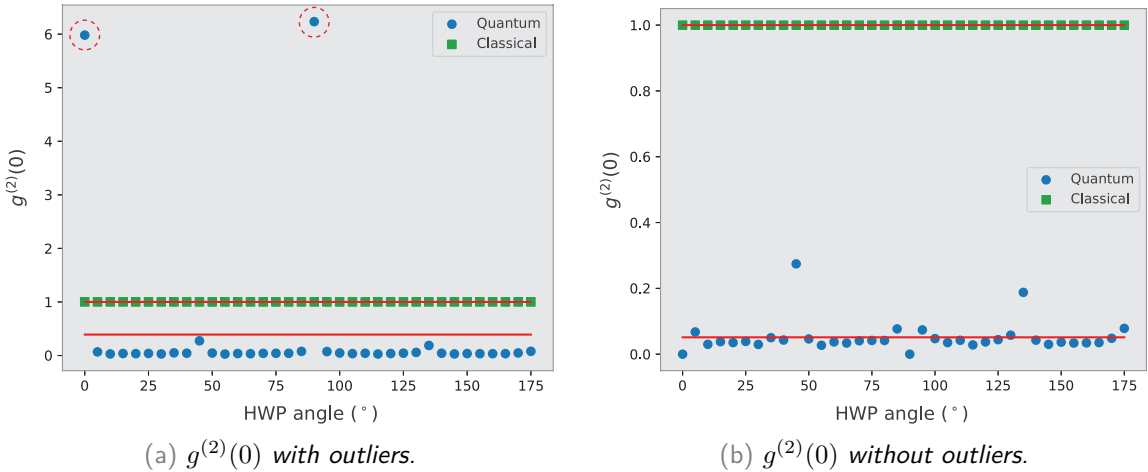 6
5
4
3
2
1
0
g^{(2)}(0)
Quantum
Classical
0 25 50 75 100 125 150 175
HWP angle (°)
(a) g^{(2)}(0) with outliers.
1.0
0.8
0.6
0.4
0.2
0.0
g^{(2)}(0)
Quantum
Classical
0 25 50 75 100 125 150 175
HWP angle (°)
(b) g^{(2)}(0) without outliers.